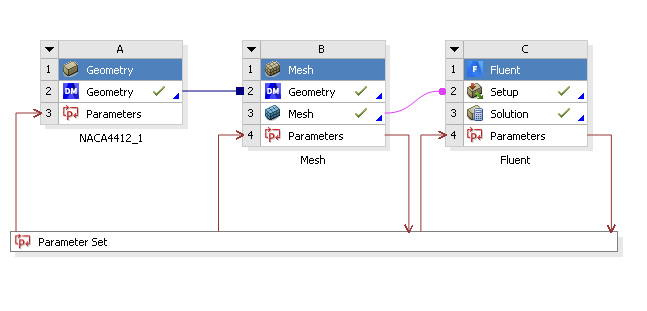 A
1 Geometry
2 DM Geometry
3 Parameters
NACA4412_1
B
1 Mesh
2 DM Geometry
3 Mesh
4 Parameters
Mesh
C
1 F Fluent
2 Setup
3 Solution
4 Parameters
Fluent
Parameter Set